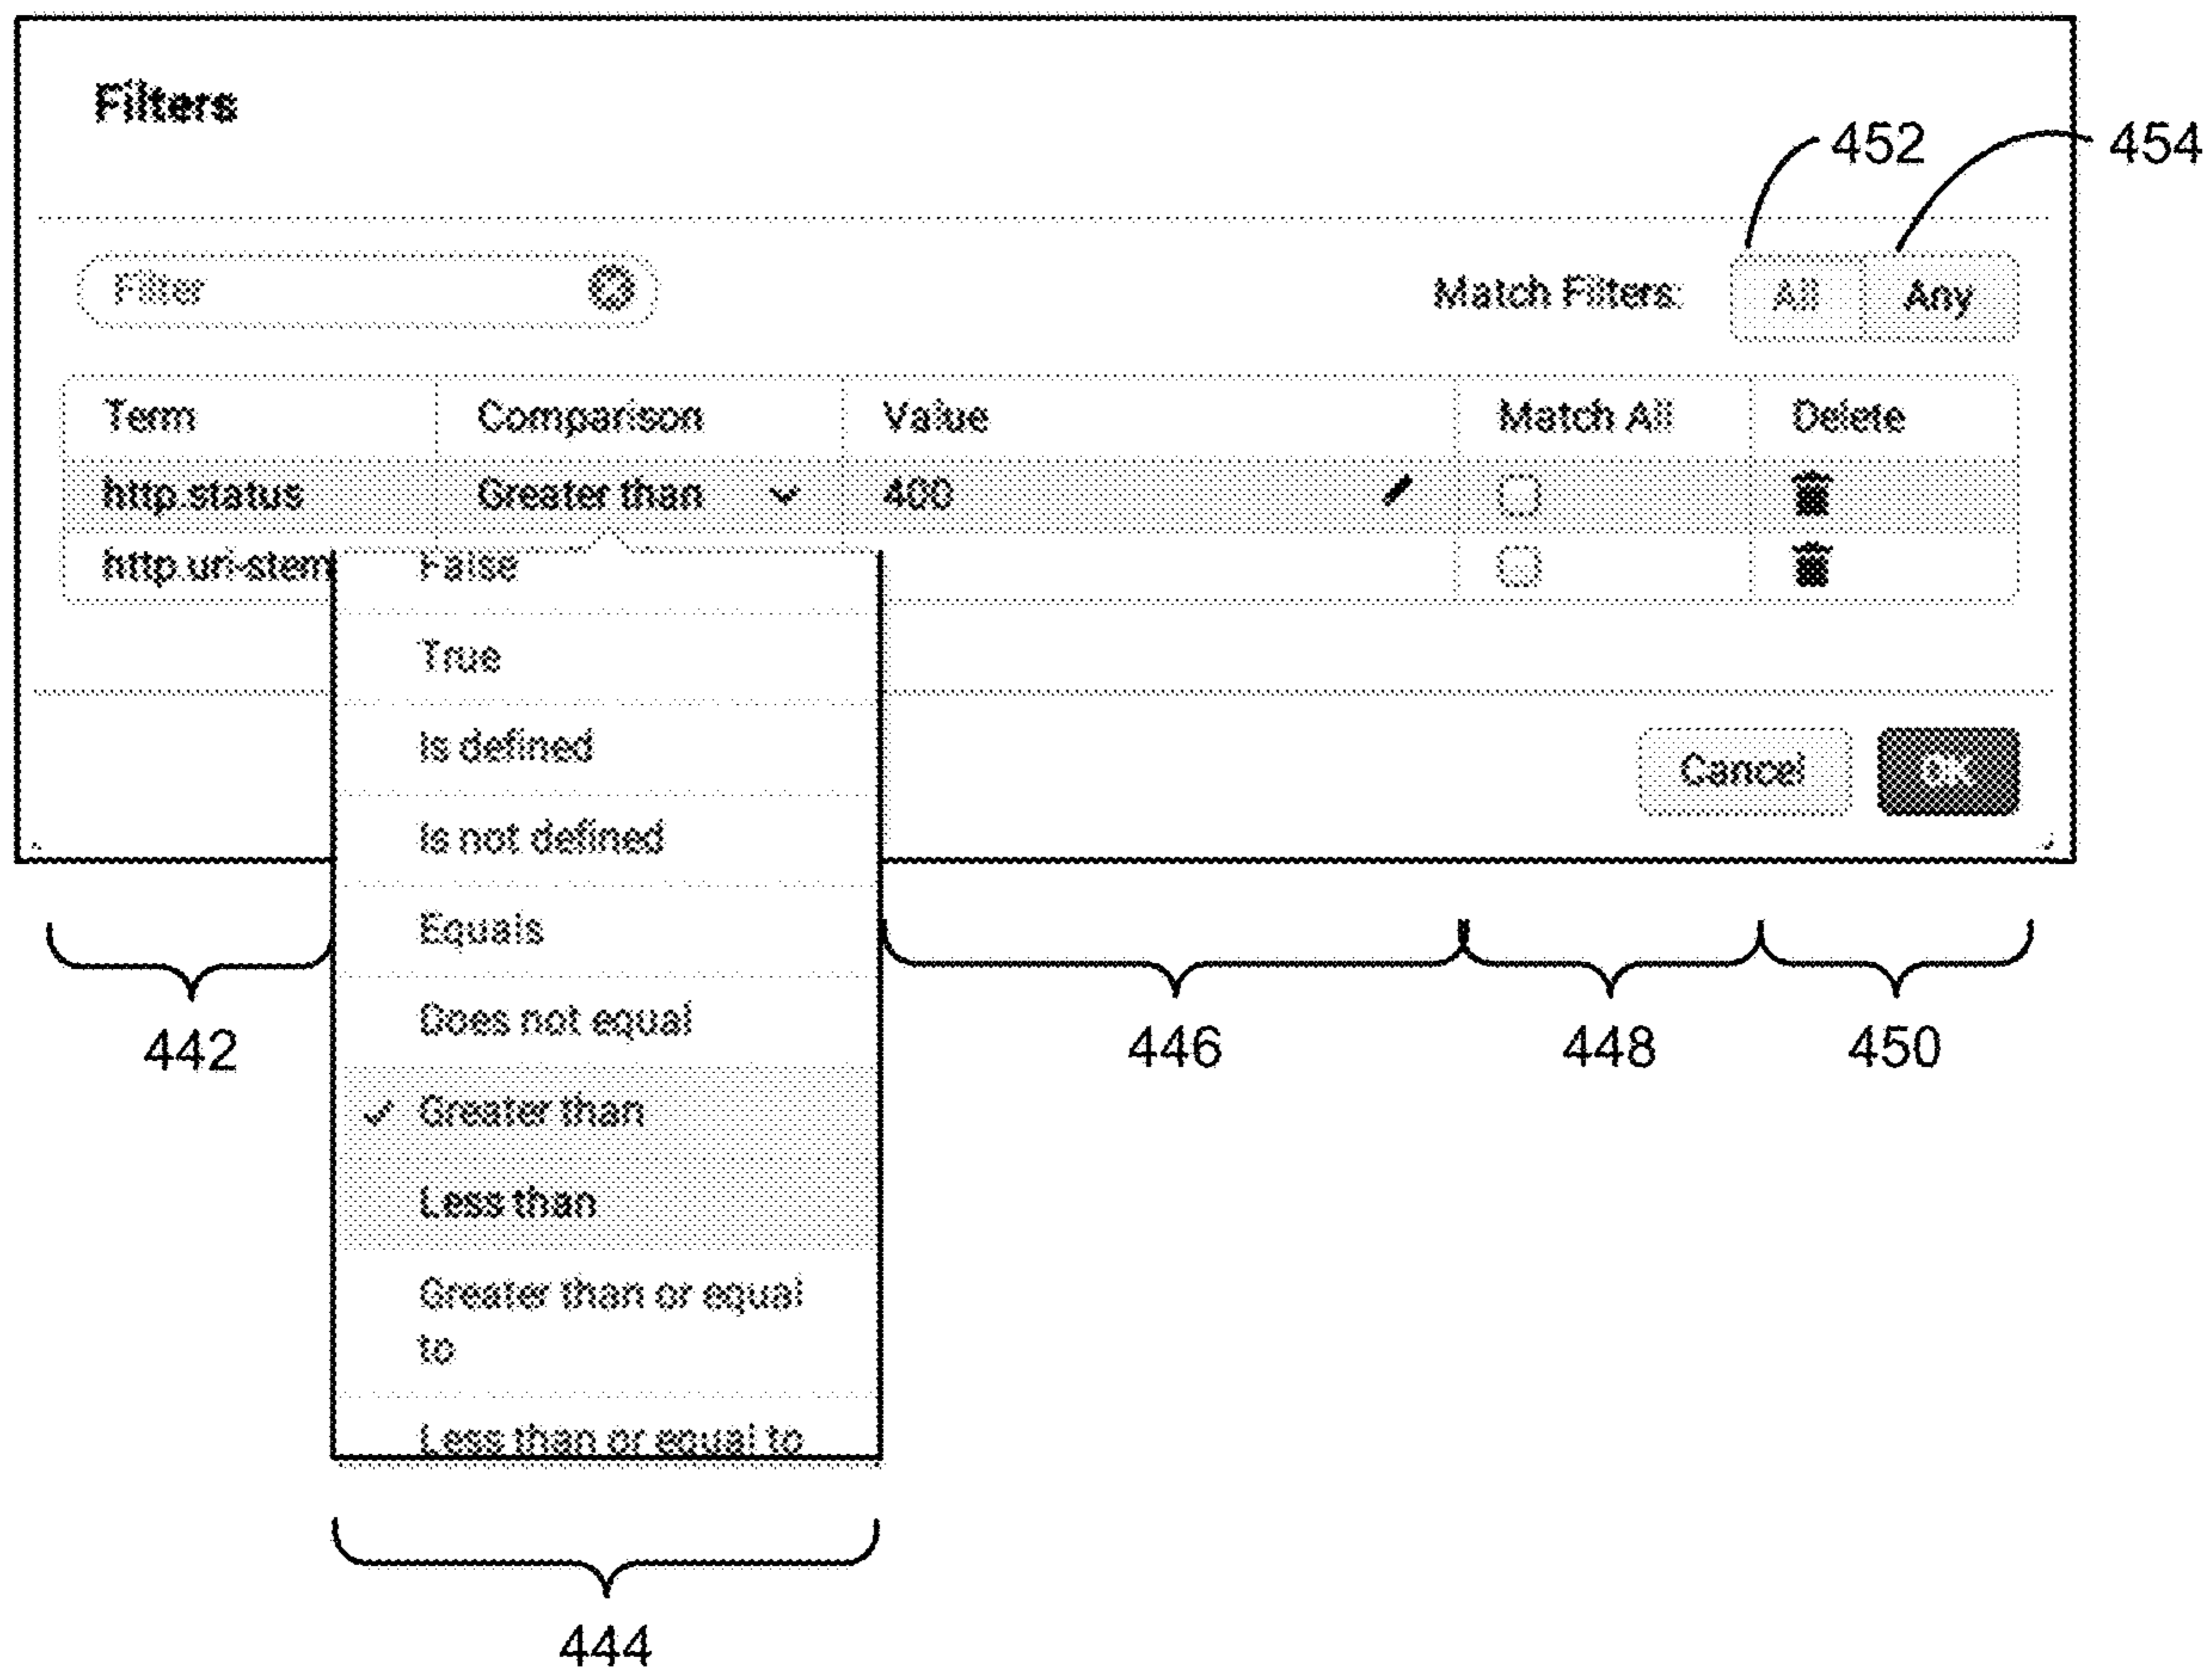 Filters
452
454
Filter
Match Filters:
All
Any
Term
Comparison
Value
Match All
Delete
http.status
Greater than
400
http.uri-stem
False
True
Is defined
Is not defined
Equals
Does not equal
Greater than
Less than
Greater than or equal
to
Less than or equal to
Cancel
OK
442
446
448
450
444